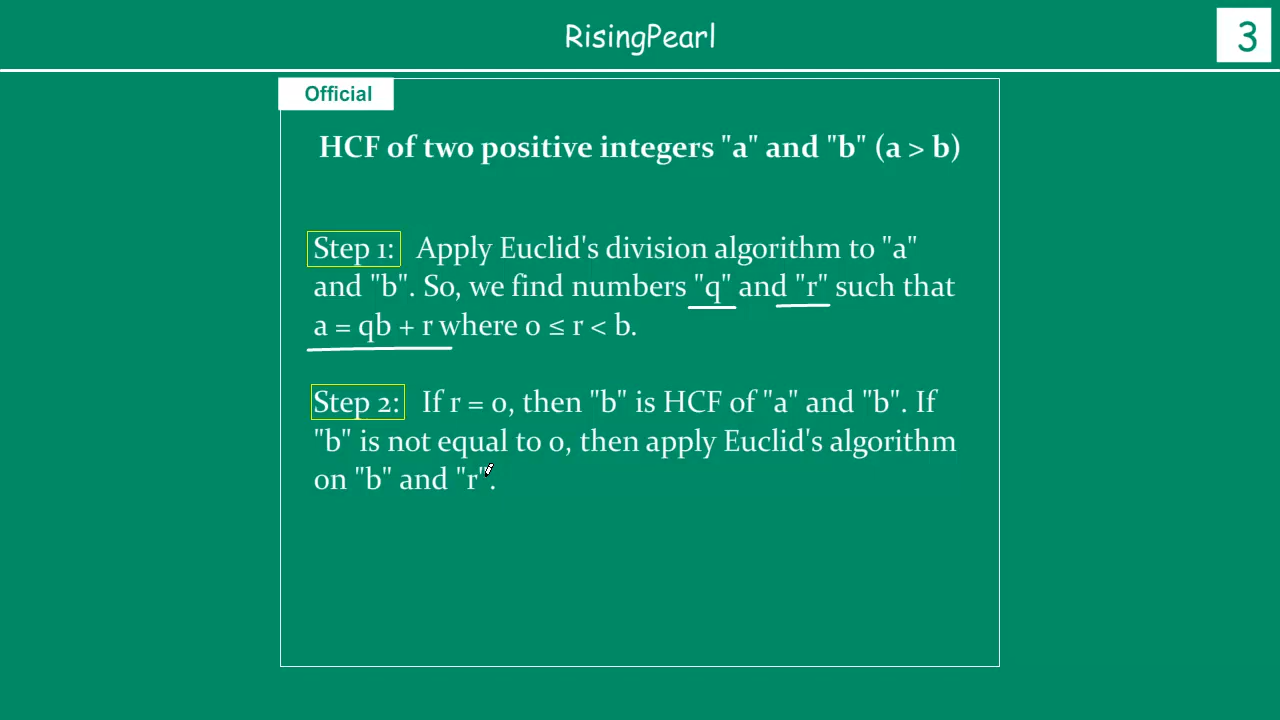 RisingPearl
3
Official
HCF of two positive integers "a" and "b" (a > b)
Step 1: Apply Euclid's division algorithm to "a"
and "b". So, we find numbers "q" and "r" such that
a = qb + r where 0 ≤ r < b.
Step 2: If r = 0, then "b" is HCF of "a" and "b". If
"b" is not equal to 0, then apply Euclid's algorithm
on "b" and "r".